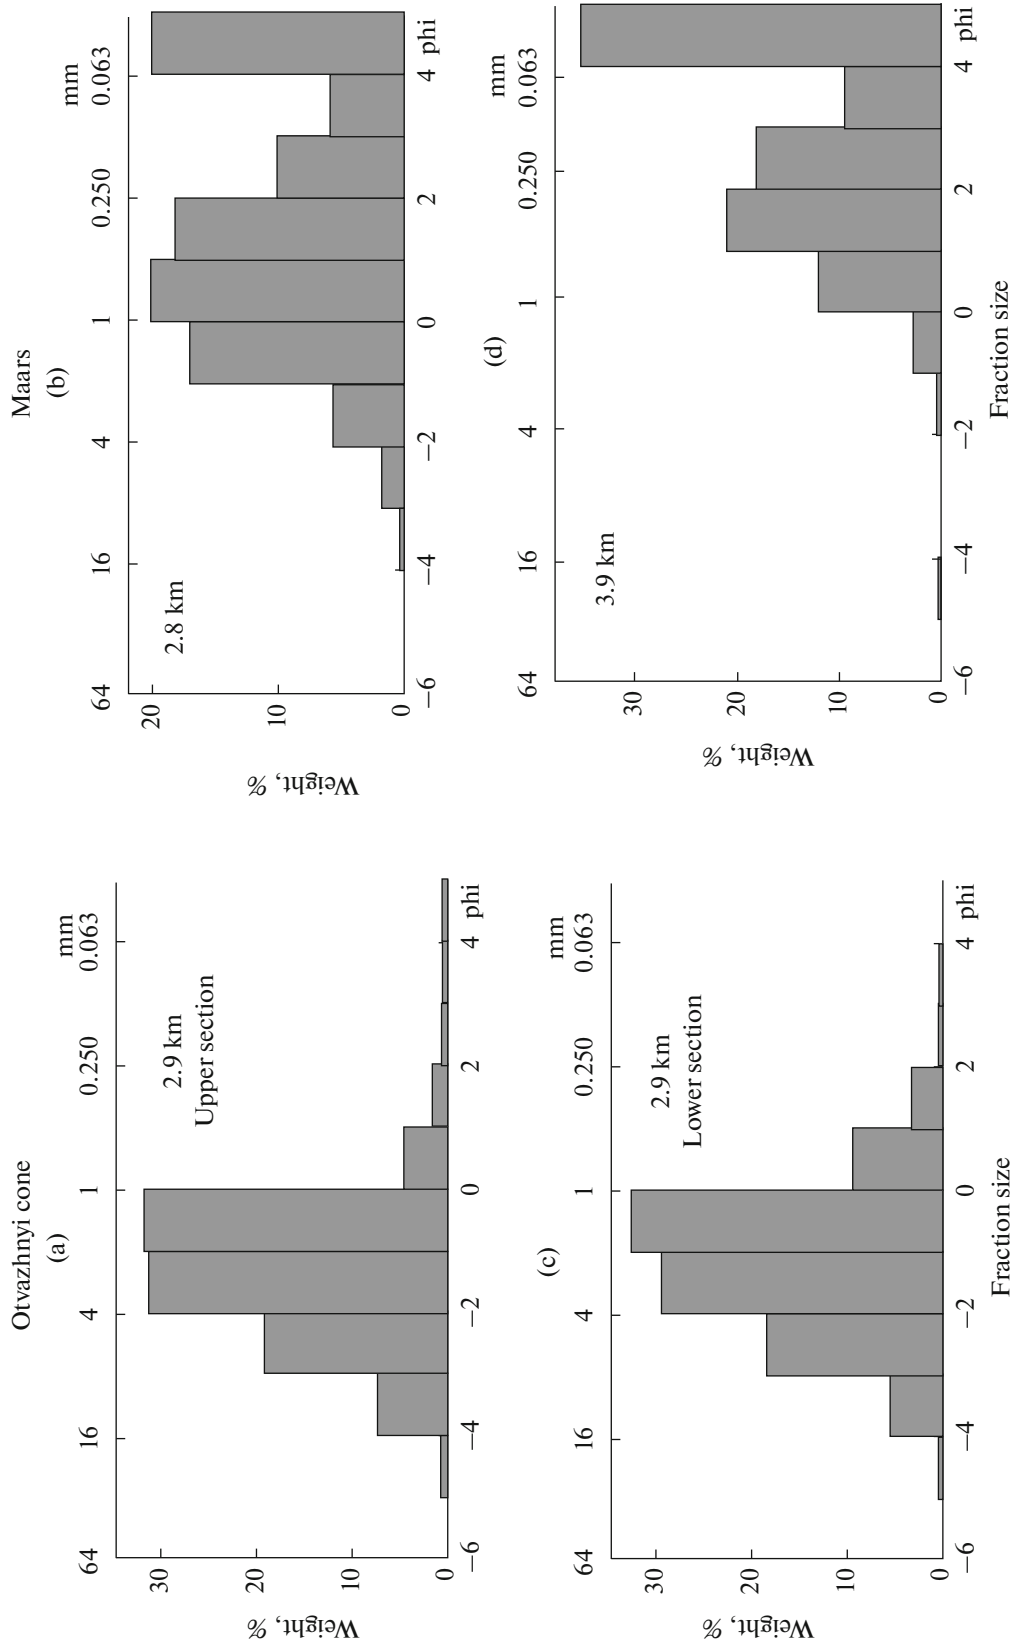 Otvazhnyi cone
(a)
mm
64 16 4 1 0.250 0.063
2.9 km
Upper section
Weight, %
30
20
10
0
−6 −4 −2 0 2 4 phi
Maars
(b)
mm
64 16 4 1 0.250 0.063
2.8 km
Weight, %
20
10
0
−6 −4 −2 0 2 4 phi
(c)
mm
64 16 4 1 0.250 0.063
2.9 km
Lower section
Weight, %
30
20
10
0
−6 −4 −2 0 2 4 phi
Fraction size
(d)
mm
64 16 4 1 0.250 0.063
3.9 km
Weight, %
30
20
10
0
−6 −4 −2 0 2 4 phi
Fraction size